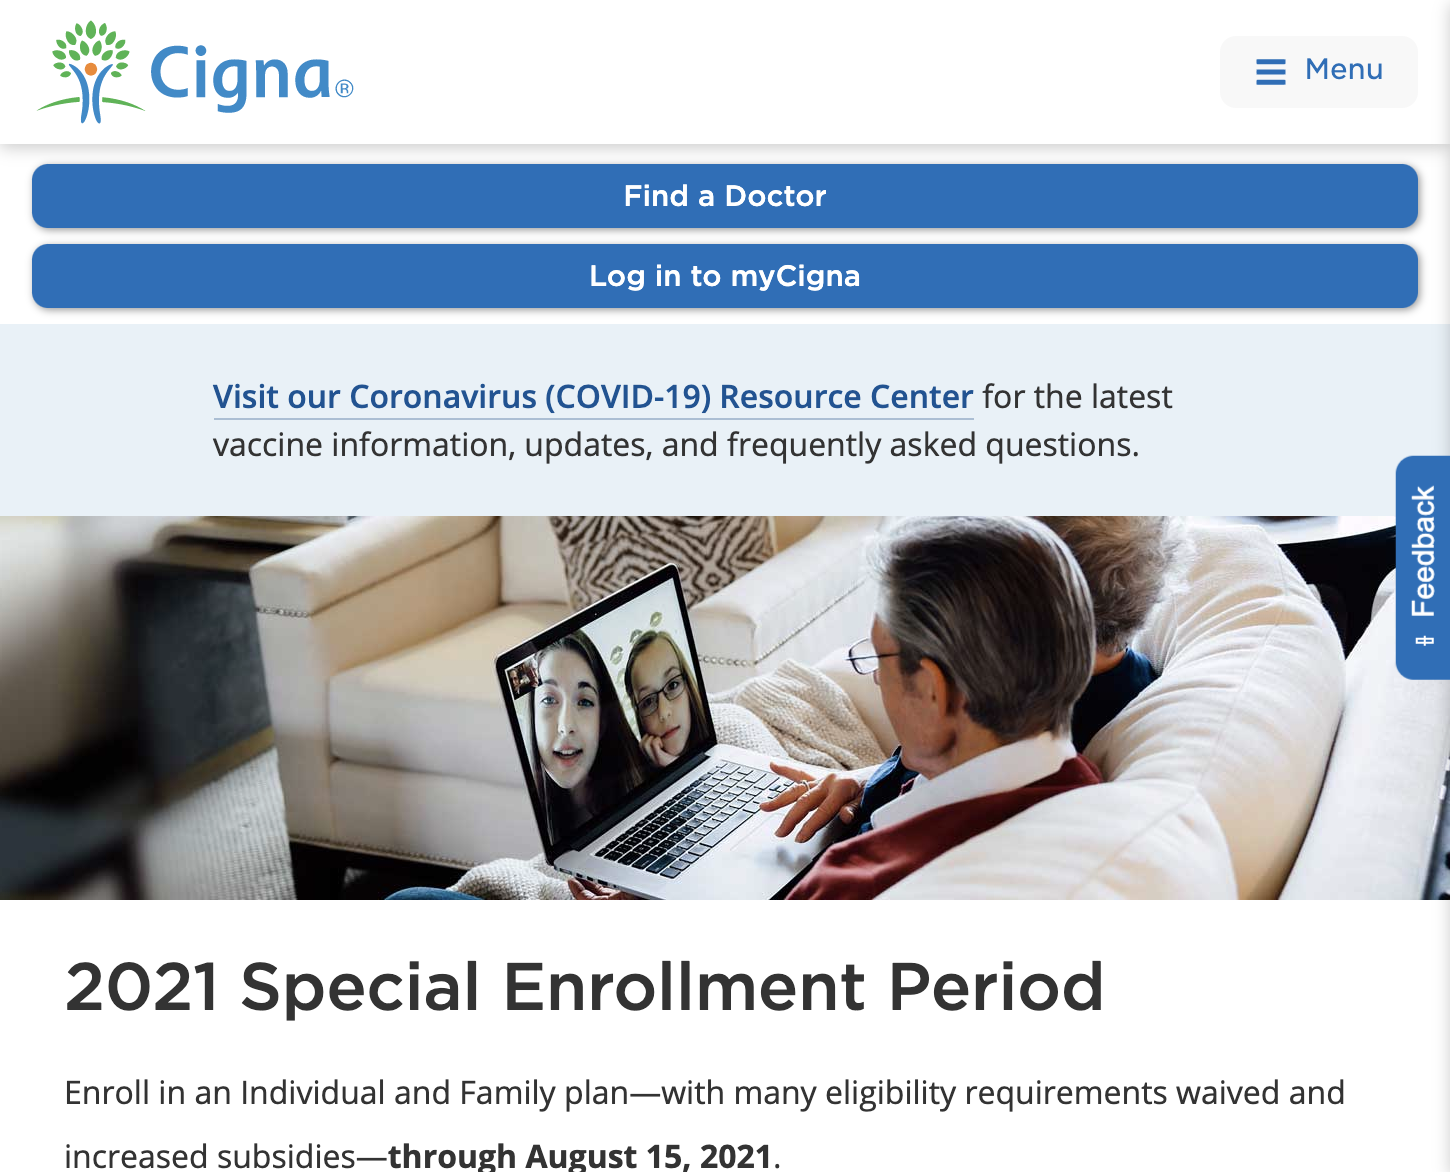 Cigna®
Menu
Find a Doctor
Log in to myCigna
Visit our Coronavirus (COVID-19) Resource Center for the latest
vaccine information, updates, and frequently asked questions.
Feedback
2021 Special Enrollment Period
Enroll in an Individual and Family plan—with many eligibility requirements waived and
increased subsidies—through August 15, 2021.